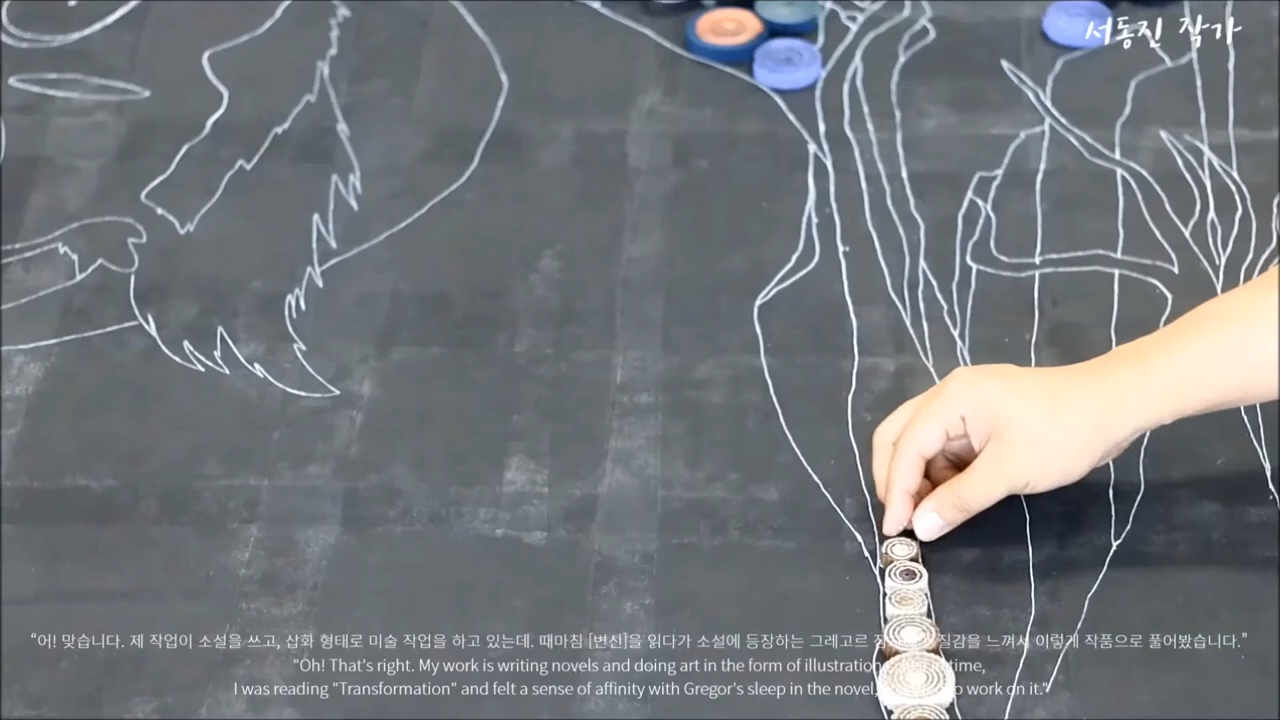 서동진 작가
“어! 맞습니다. 제 작업이 소설을 쓰고, 삽화 형태로 미술 작업을 하고 있는데. 때마침 [변신]을 읽다가 소설에 등장하는 그레고르 질감을 느껴서 이렇게 작품으로 풀어봤습니다.”
"Oh! That's right. My work is writing novels and doing art in the form of illustration time,
I was reading "Transformation" and felt a sense of affinity with Gregor's sleep in the novel, to work on it."